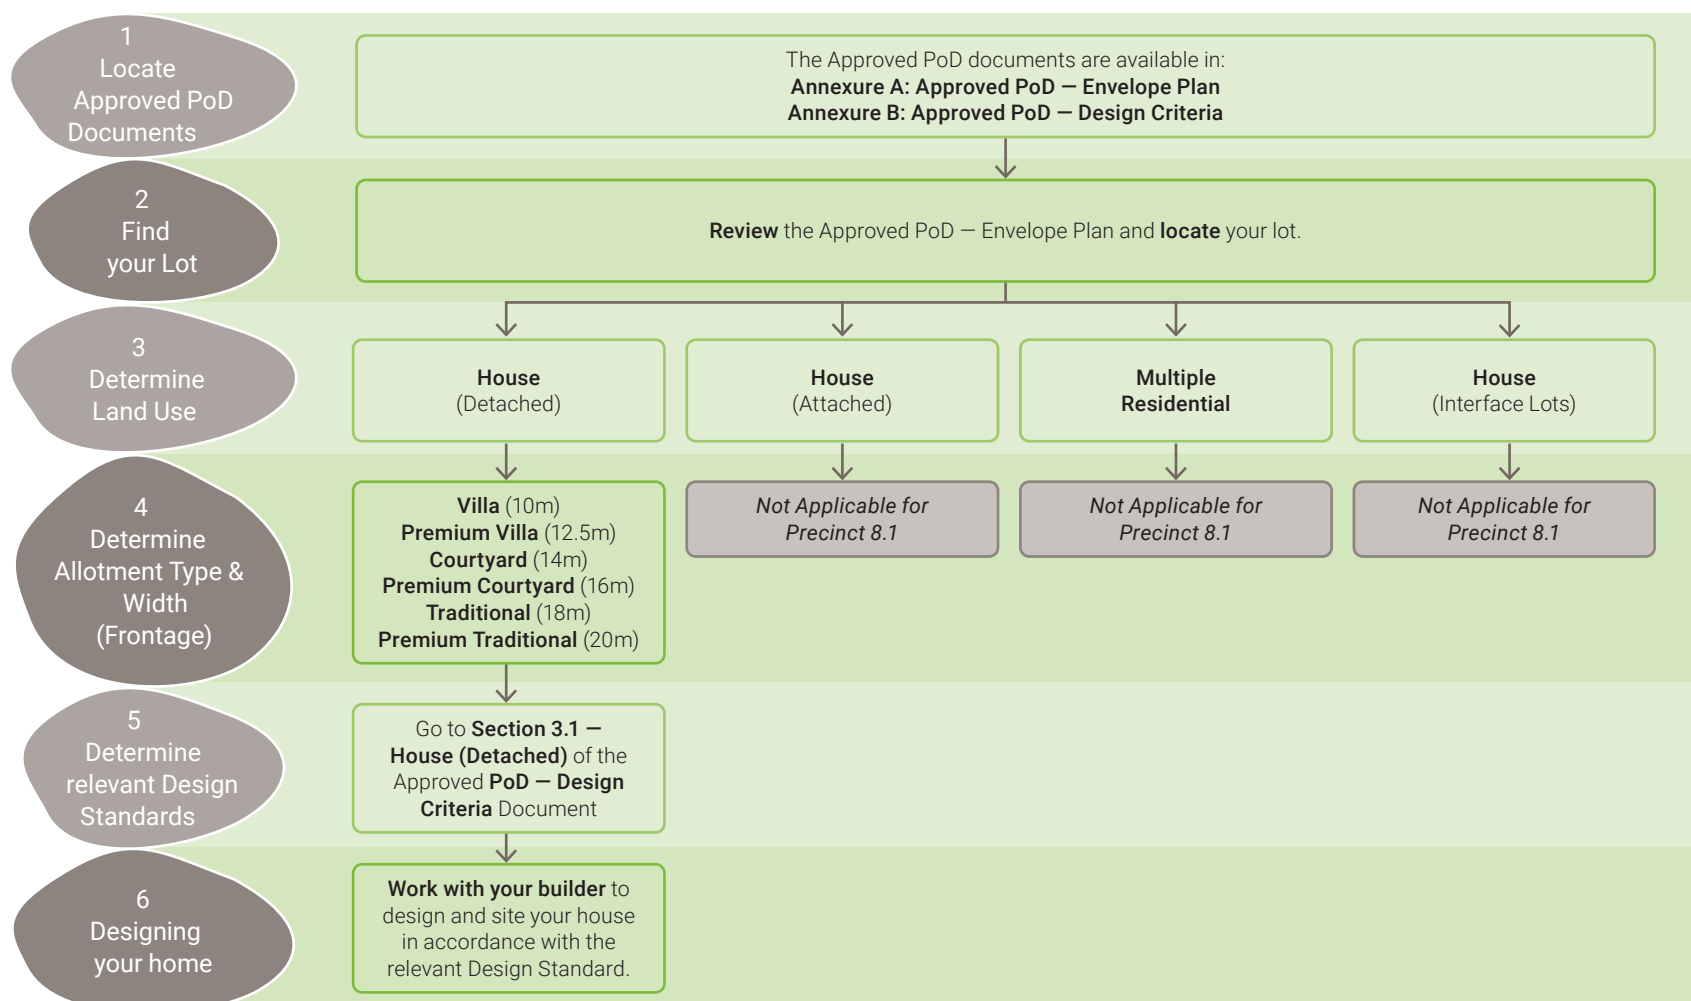 1
Locate
Approved PoD
Documents
The Approved PoD documents are available in:
Annexure A: Approved PoD — Envelope Plan
Annexure B: Approved PoD — Design Criteria
2
Find
your Lot
Review the Approved PoD — Envelope Plan and locate your lot.
3
Determine
Land Use
House
(Detached)
House
(Attached)
Multiple
Residential
House
(Interface Lots)
4
Determine
Allotment Type &
Width
(Frontage)
Villa (10m)
Premium Villa (12.5m)
Courtyard (14m)
Premium Courtyard (16m)
Traditional (18m)
Premium Traditional (20m)
Not Applicable for
Precinct 8.1
Not Applicable for
Precinct 8.1
Not Applicable for
Precinct 8.1
5
Determine
relevant Design
Standards
Go to Section 3.1 —
House (Detached) of the
Approved PoD — Design
Criteria Document
6
Designing
your home
Work with your builder to
design and site your house
in accordance with the
relevant Design Standard.